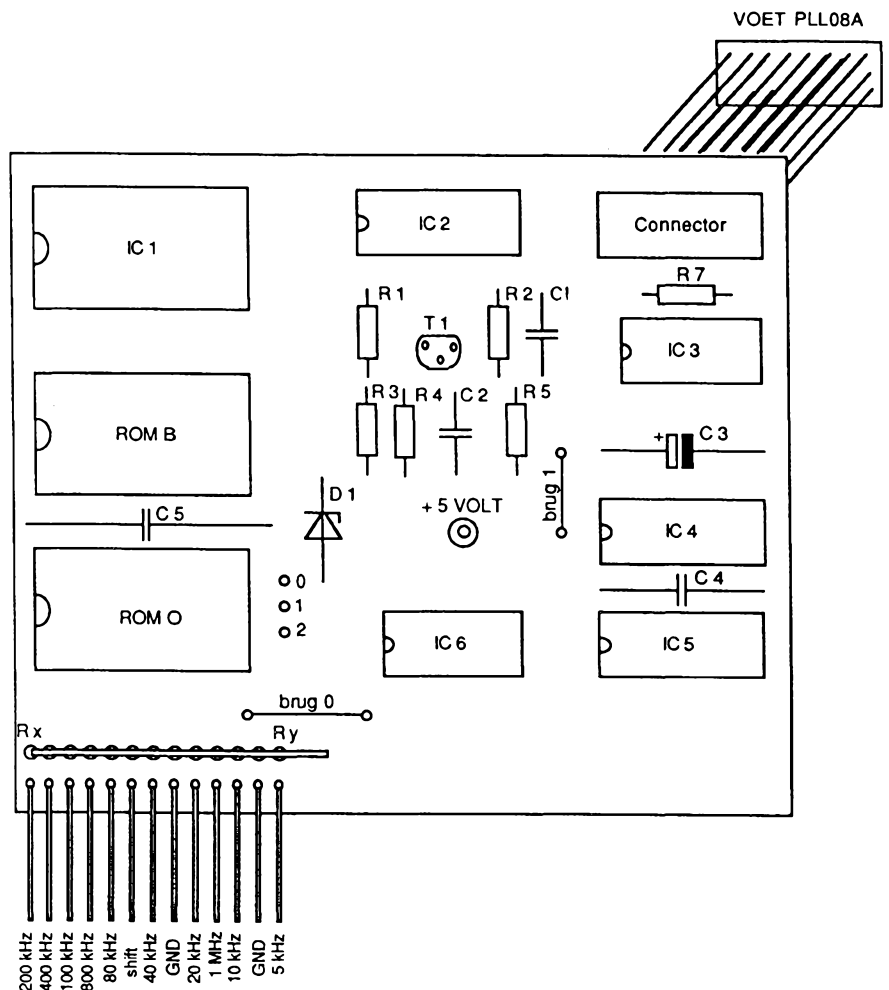 VOET PLL08A
IC 1
IC 2
Connector
R 7
R 1
R 2
C1
T 1
IC 3
R 3
R 4
C 2
R 5
ROM B
+
C 3
D 1
+ 5 VOLT
brug 1
C 5
IC 4
0
C 4
1
ROM O
2
IC 6
IC 5
brug 0
R x
R y
200 kHz
400 kHz
100 kHz
800 kHz
80 kHz
shift
40 kHz
GND
20 kHz
1 MHz
10 kHz
GND
5 kHz